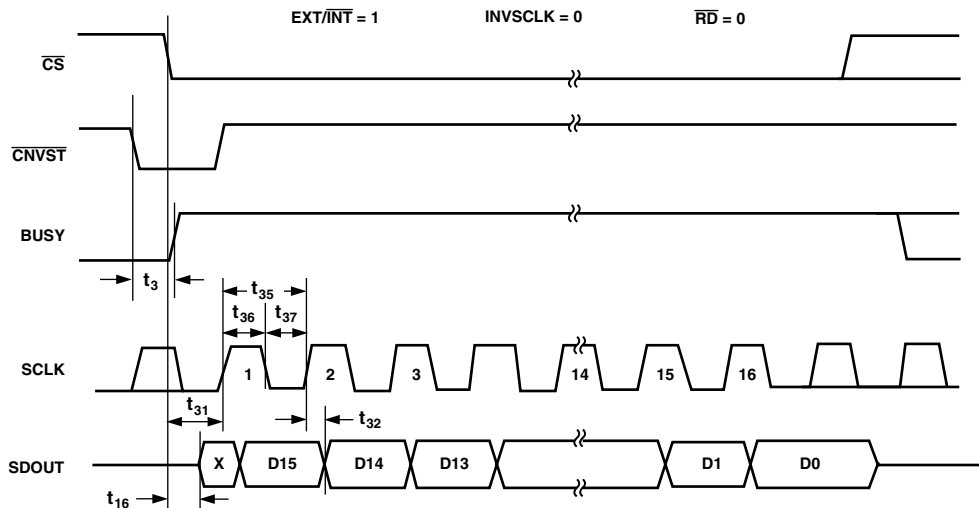 EXT/INT = 1 INVSCLK = 0 RD = 0
CS
CNVST
BUSY
t3
t35
t36 t37
SCLK 1 2 3 14 15 16
t31
t32
SDOUT X D15 D14 D13 D1 D0
t16